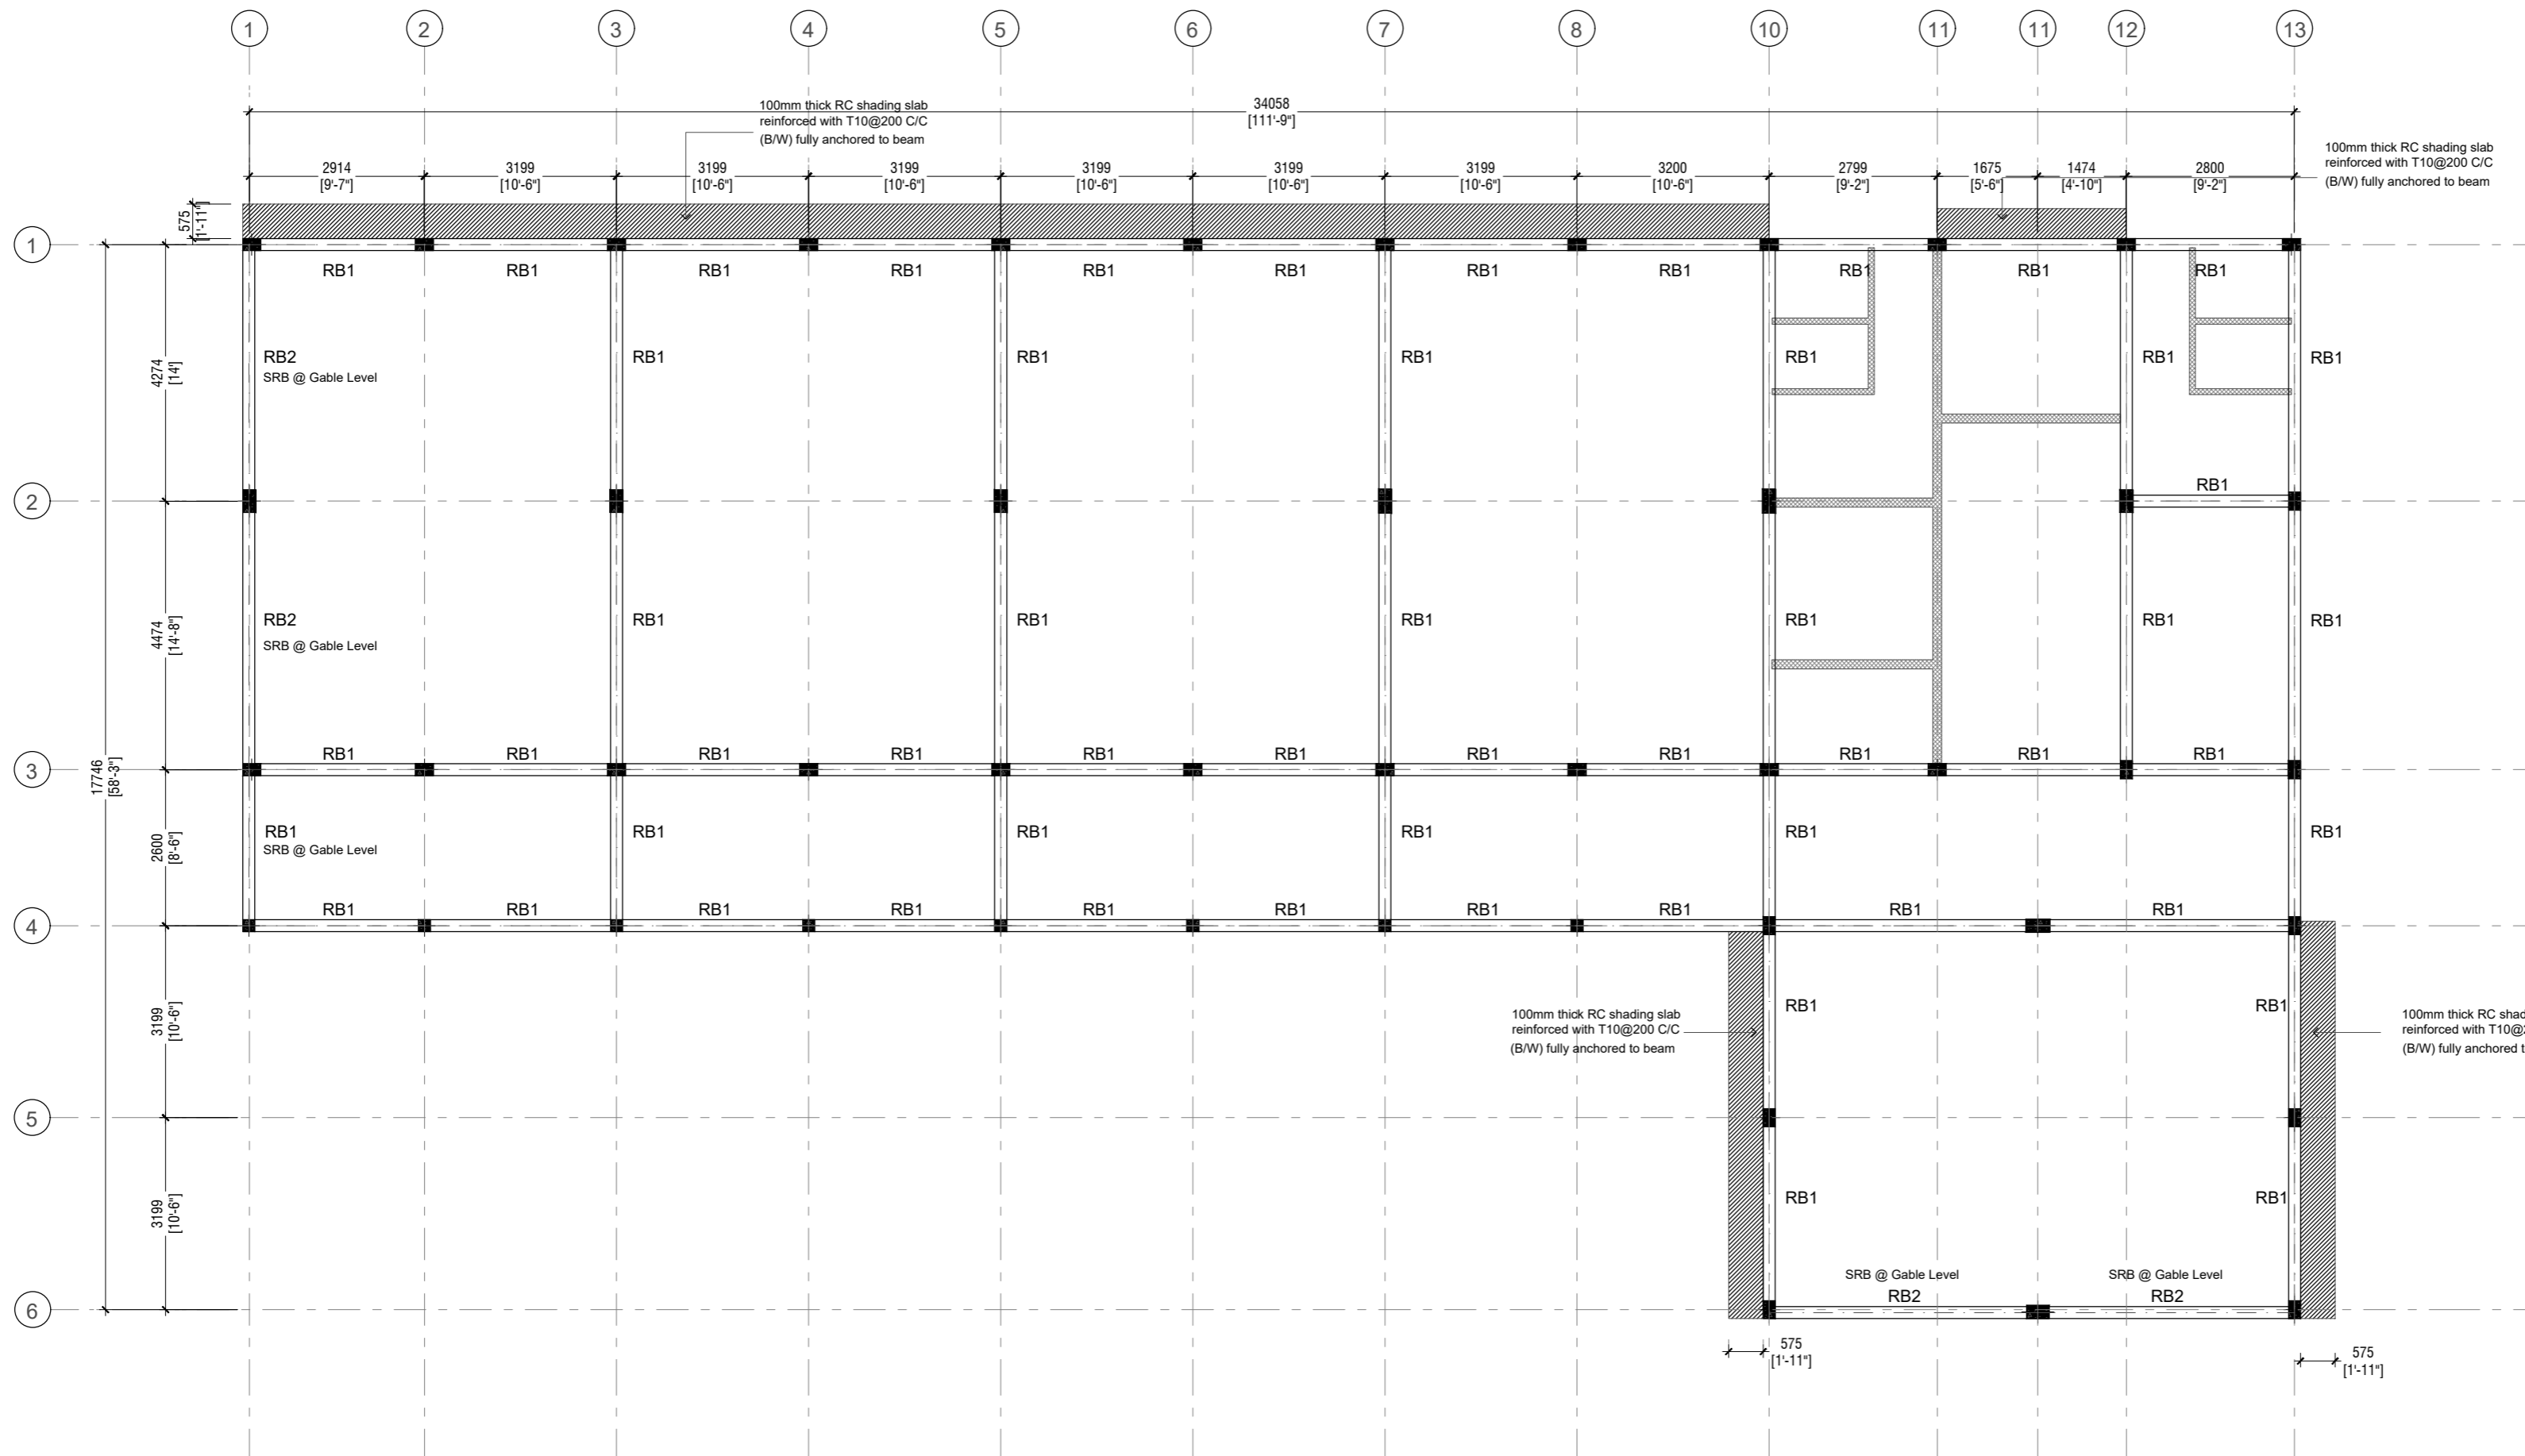 1
2
3
4
5
6
7
8
10
11
11
12
13
100mm thick RC shading slab
reinforced with T10@200 C/C
(B/W) fully anchored to beam
34058
[111'-9"]
100mm thick RC shading slab
reinforced with T10@200 C/C
(B/W) fully anchored to beam
2914
[9'-7"]
3199
[10'-6"]
3199
[10'-6"]
3199
[10'-6"]
3199
[10'-6"]
3199
[10'-6"]
3199
[10'-6"]
3200
[10'-6"]
2799
[9'-2"]
1675
[5'-6"]
1474
[4'-10"]
2800
[9'-2"]
575
[1'-11"]
1
RB1
RB1
RB1
RB1
RB1
RB1
RB1
RB1
RB1
RB1
RB1
4274
[14']
RB2
SRB @ Gable Level
RB1
RB1
RB1
RB1
RB1
RB1
2
RB1
4474
[14'-8"]
RB2
SRB @ Gable Level
RB1
RB1
RB1
RB1
RB1
RB1
17746
[58'-3"]
3
RB1
RB1
RB1
RB1
RB1
RB1
RB1
RB1
RB1
RB1
RB1
2600
[8'-6"]
RB1
SRB @ Gable Level
RB1
RB1
RB1
RB1
RB1
4
RB1
RB1
RB1
RB1
RB1
RB1
RB1
RB1
RB1
RB1
3199
[10'-6"]
100mm thick RC shading slab
reinforced with T10@200 C/C
(B/W) fully anchored to beam
RB1
RB1
100mm thick RC shad
reinforced with T10@2
(B/W) fully anchored t
5
3199
[10'-6"]
RB1
RB1
SRB @ Gable Level
SRB @ Gable Level
RB2
RB2
6
575
[1'-11"]
575
[1'-11"]